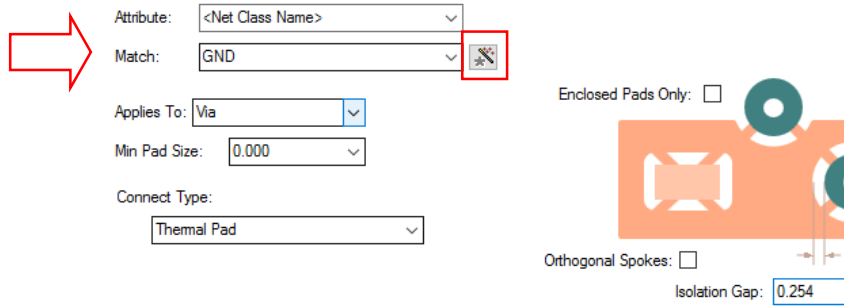 Attribute: <Net Class Name>
Match: GND
Enclosed Pads Only:
Applies To: Via
Min Pad Size: 0.000
Connect Type:
Thermal Pad
Orthogonal Spokes:
Isolation Gap: 0.254